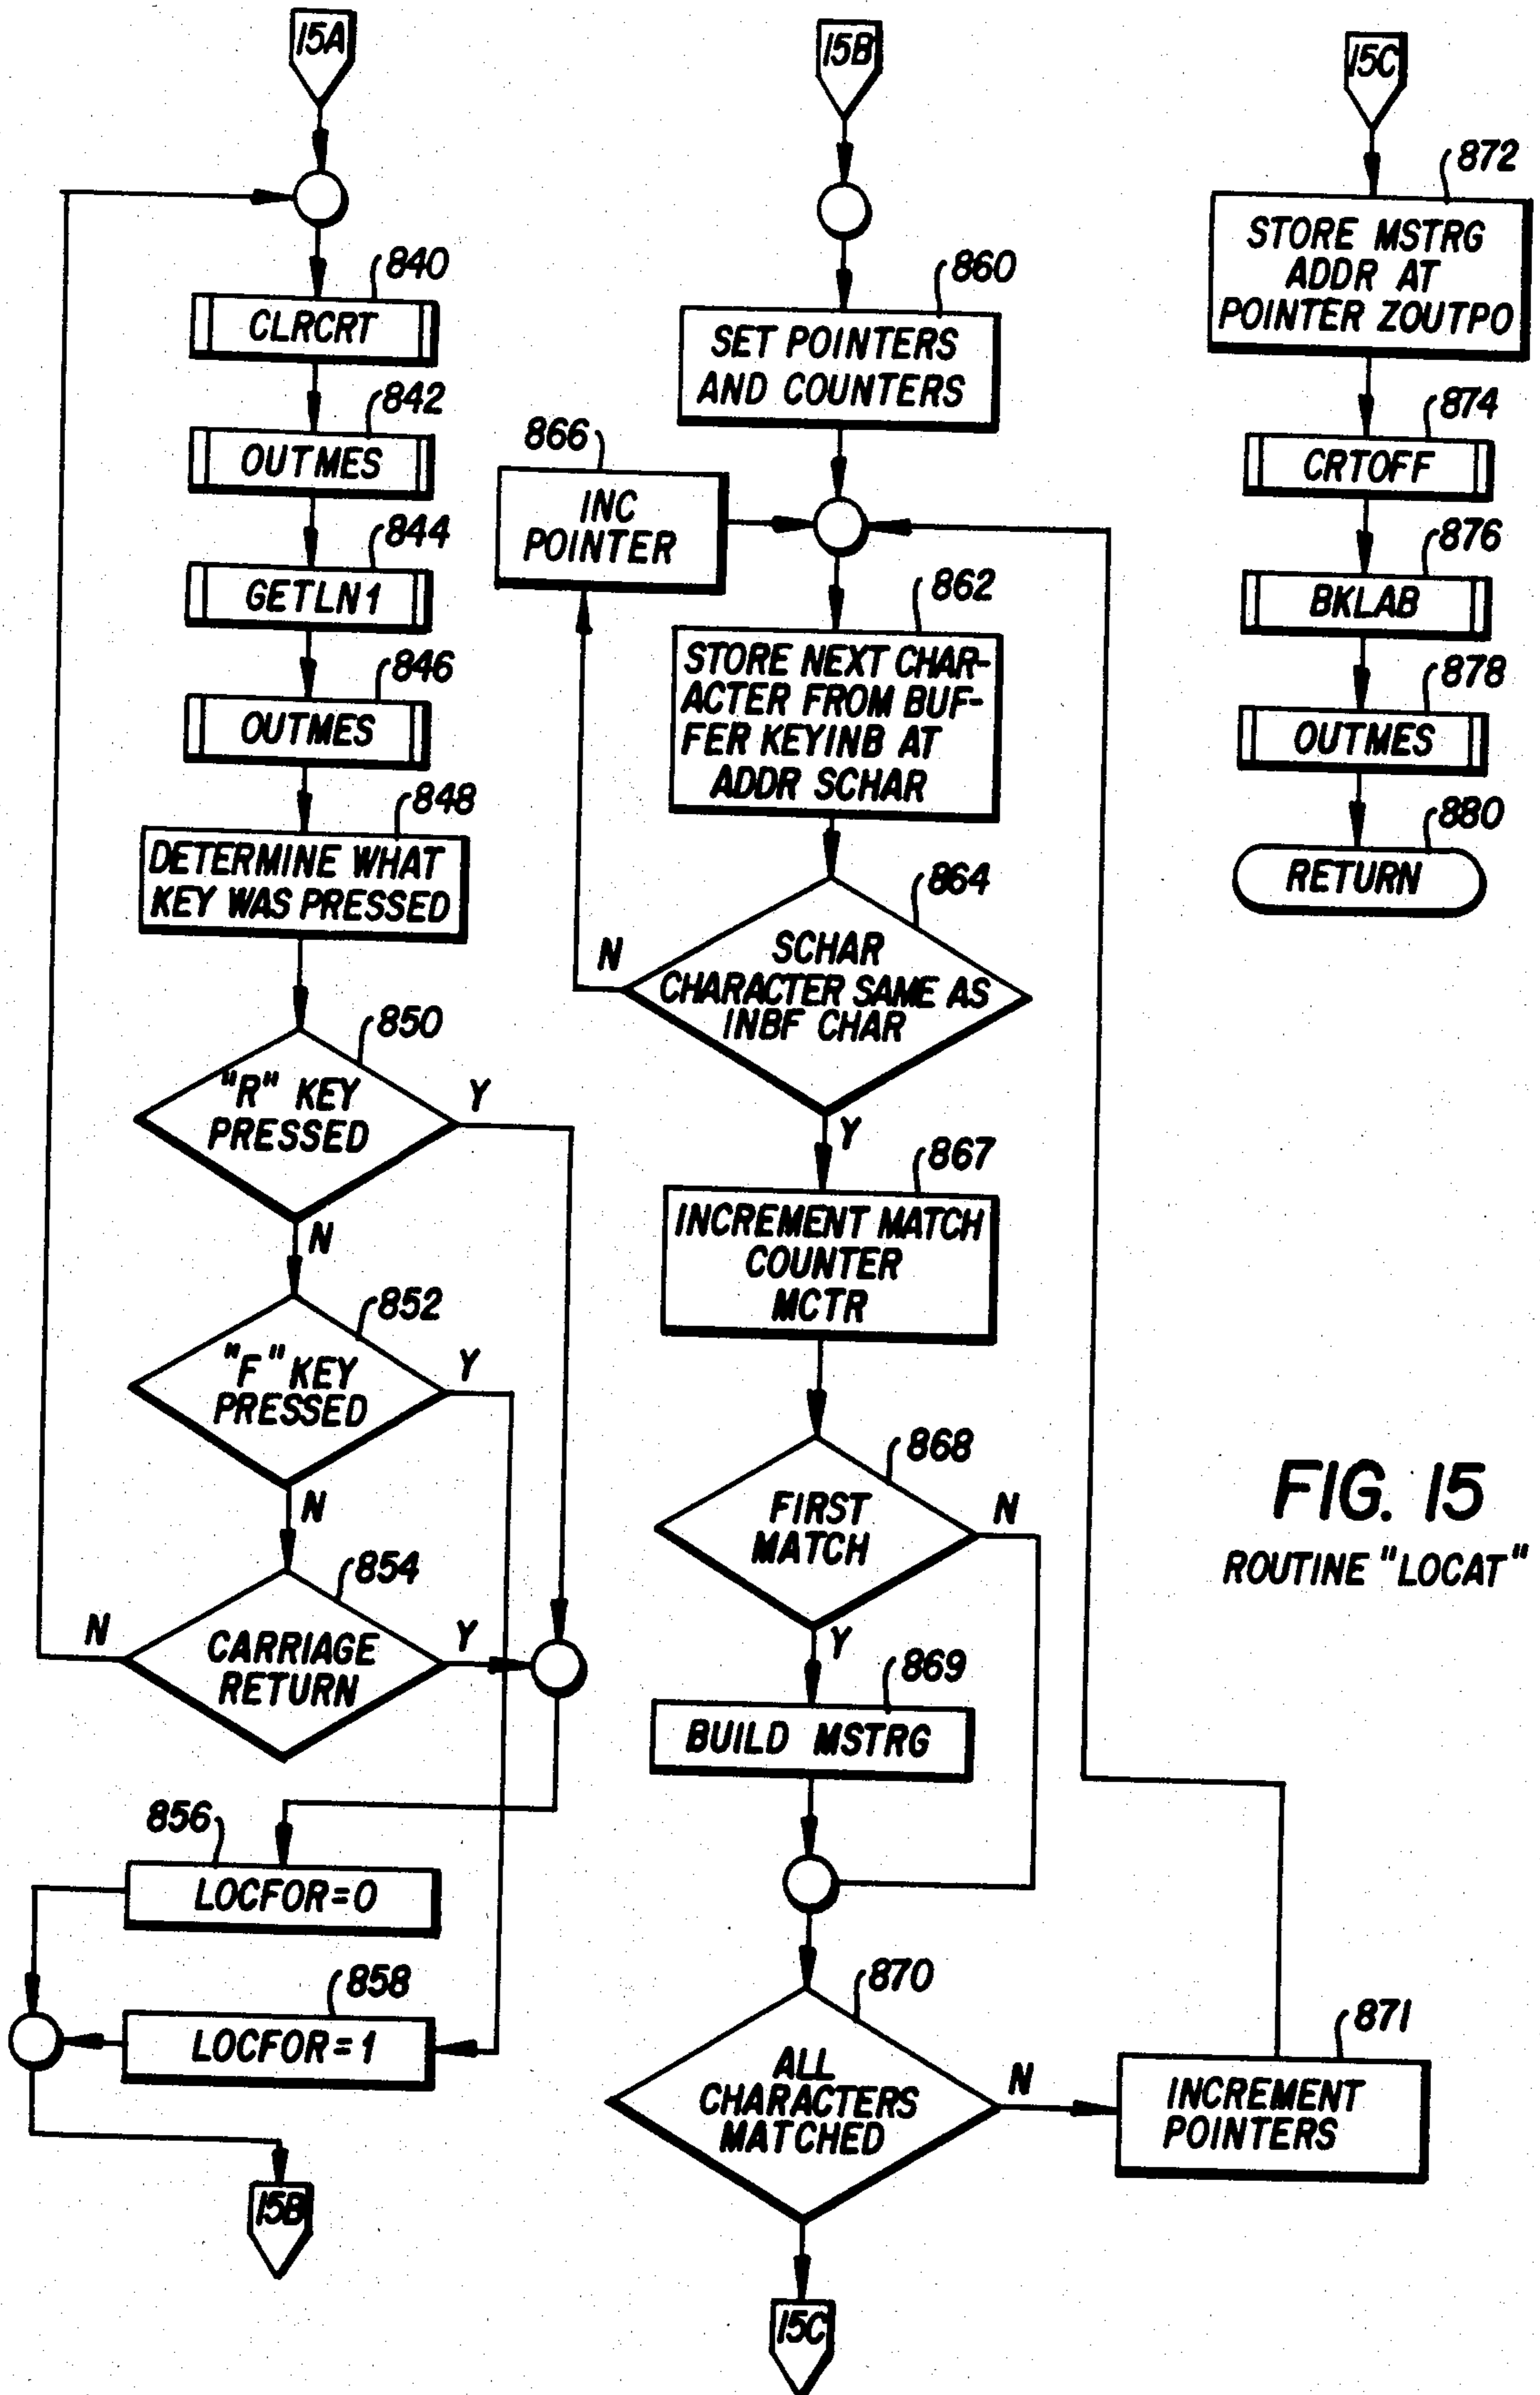 15A
840
CLRCRT
842
OUTMES
844
GETLN1
846
OUTMES
848
DETERMINE WHAT
KEY WAS PRESSED
850
"R" KEY
PRESSED
Y
N
852
"F" KEY
PRESSED
Y
N
854
CARRIAGE
RETURN
N
Y
856
LOCFOR=0
858
LOCFOR=1
15B
15B
860
SET POINTERS
AND COUNTERS
866
INC
POINTER
862
STORE NEXT CHAR-
ACTER FROM BUF-
FER KEYINB AT
ADDR SCHAR
864
SCHAR
CHARACTER SAME AS
INBF CHAR
N
Y
867
INCREMENT MATCH
COUNTER
MCTR
868
FIRST
MATCH
N
Y
869
BUILD MSTRG
870
ALL
CHARACTERS
MATCHED
N
871
INCREMENT
POINTERS
15C
15C
872
STORE MSTRG
ADDR AT
POINTER ZOUTPO
874
CRTOFF
876
BKLAB
878
OUTMES
880
RETURN
FIG. 15
ROUTINE "LOCAT"